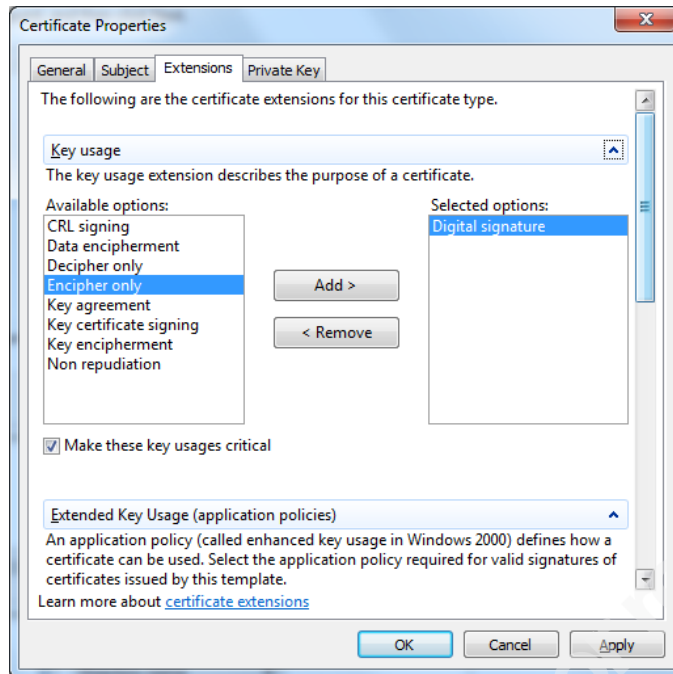 Certificate Properties
General Subject Extensions Private Key
The following are the certificate extensions for this certificate type.
Key usage
The key usage extension describes the purpose of a certificate.
Available options: Selected options:
CRL signing Digital signature
Data encipherment
Decipher only
Encipher only Add >
Key agreement
Key certificate signing < Remove
Key encipherment
Non repudiation
Make these key usages critical
Extended Key Usage (application policies)
An application policy (called enhanced key usage in Windows 2000) defines how a
certificate can be used. Select the application policy required for valid signatures of
certificates issued by this template.
Learn more about certificate extensions
OK Cancel Apply